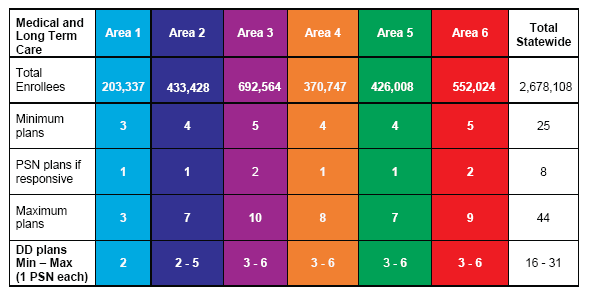 Medical and Long Term Care Area 1 Area 2 Area 3 Area 4 Area 5 Area 6 Total Statewide
Total Enrollees 203,337 433,428 692,564 370,747 426,008 552,024 2,678,108
Minimum plans 3 4 5 4 4 5 25
PSN plans if responsive 1 1 2 1 1 2 8
Maximum plans 3 7 10 8 7 9 44
DD plans Min – Max (1 PSN each) 2 2 - 5 3 - 6 3 - 6 3 - 6 3 - 6 16 - 31